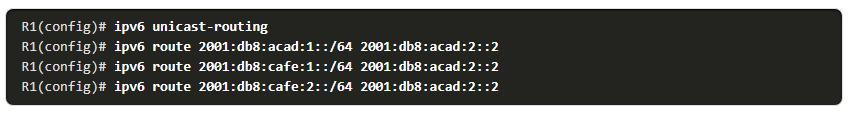 R1(config)# ipv6 unicast-routing
R1(config)# ipv6 route 2001:db8:acad:1::/64 2001:db8:acad:2::2
R1(config)# ipv6 route 2001:db8:cafe:1::/64 2001:db8:acad:2::2
R1(config)# ipv6 route 2001:db8:cafe:2::/64 2001:db8:acad:2::2